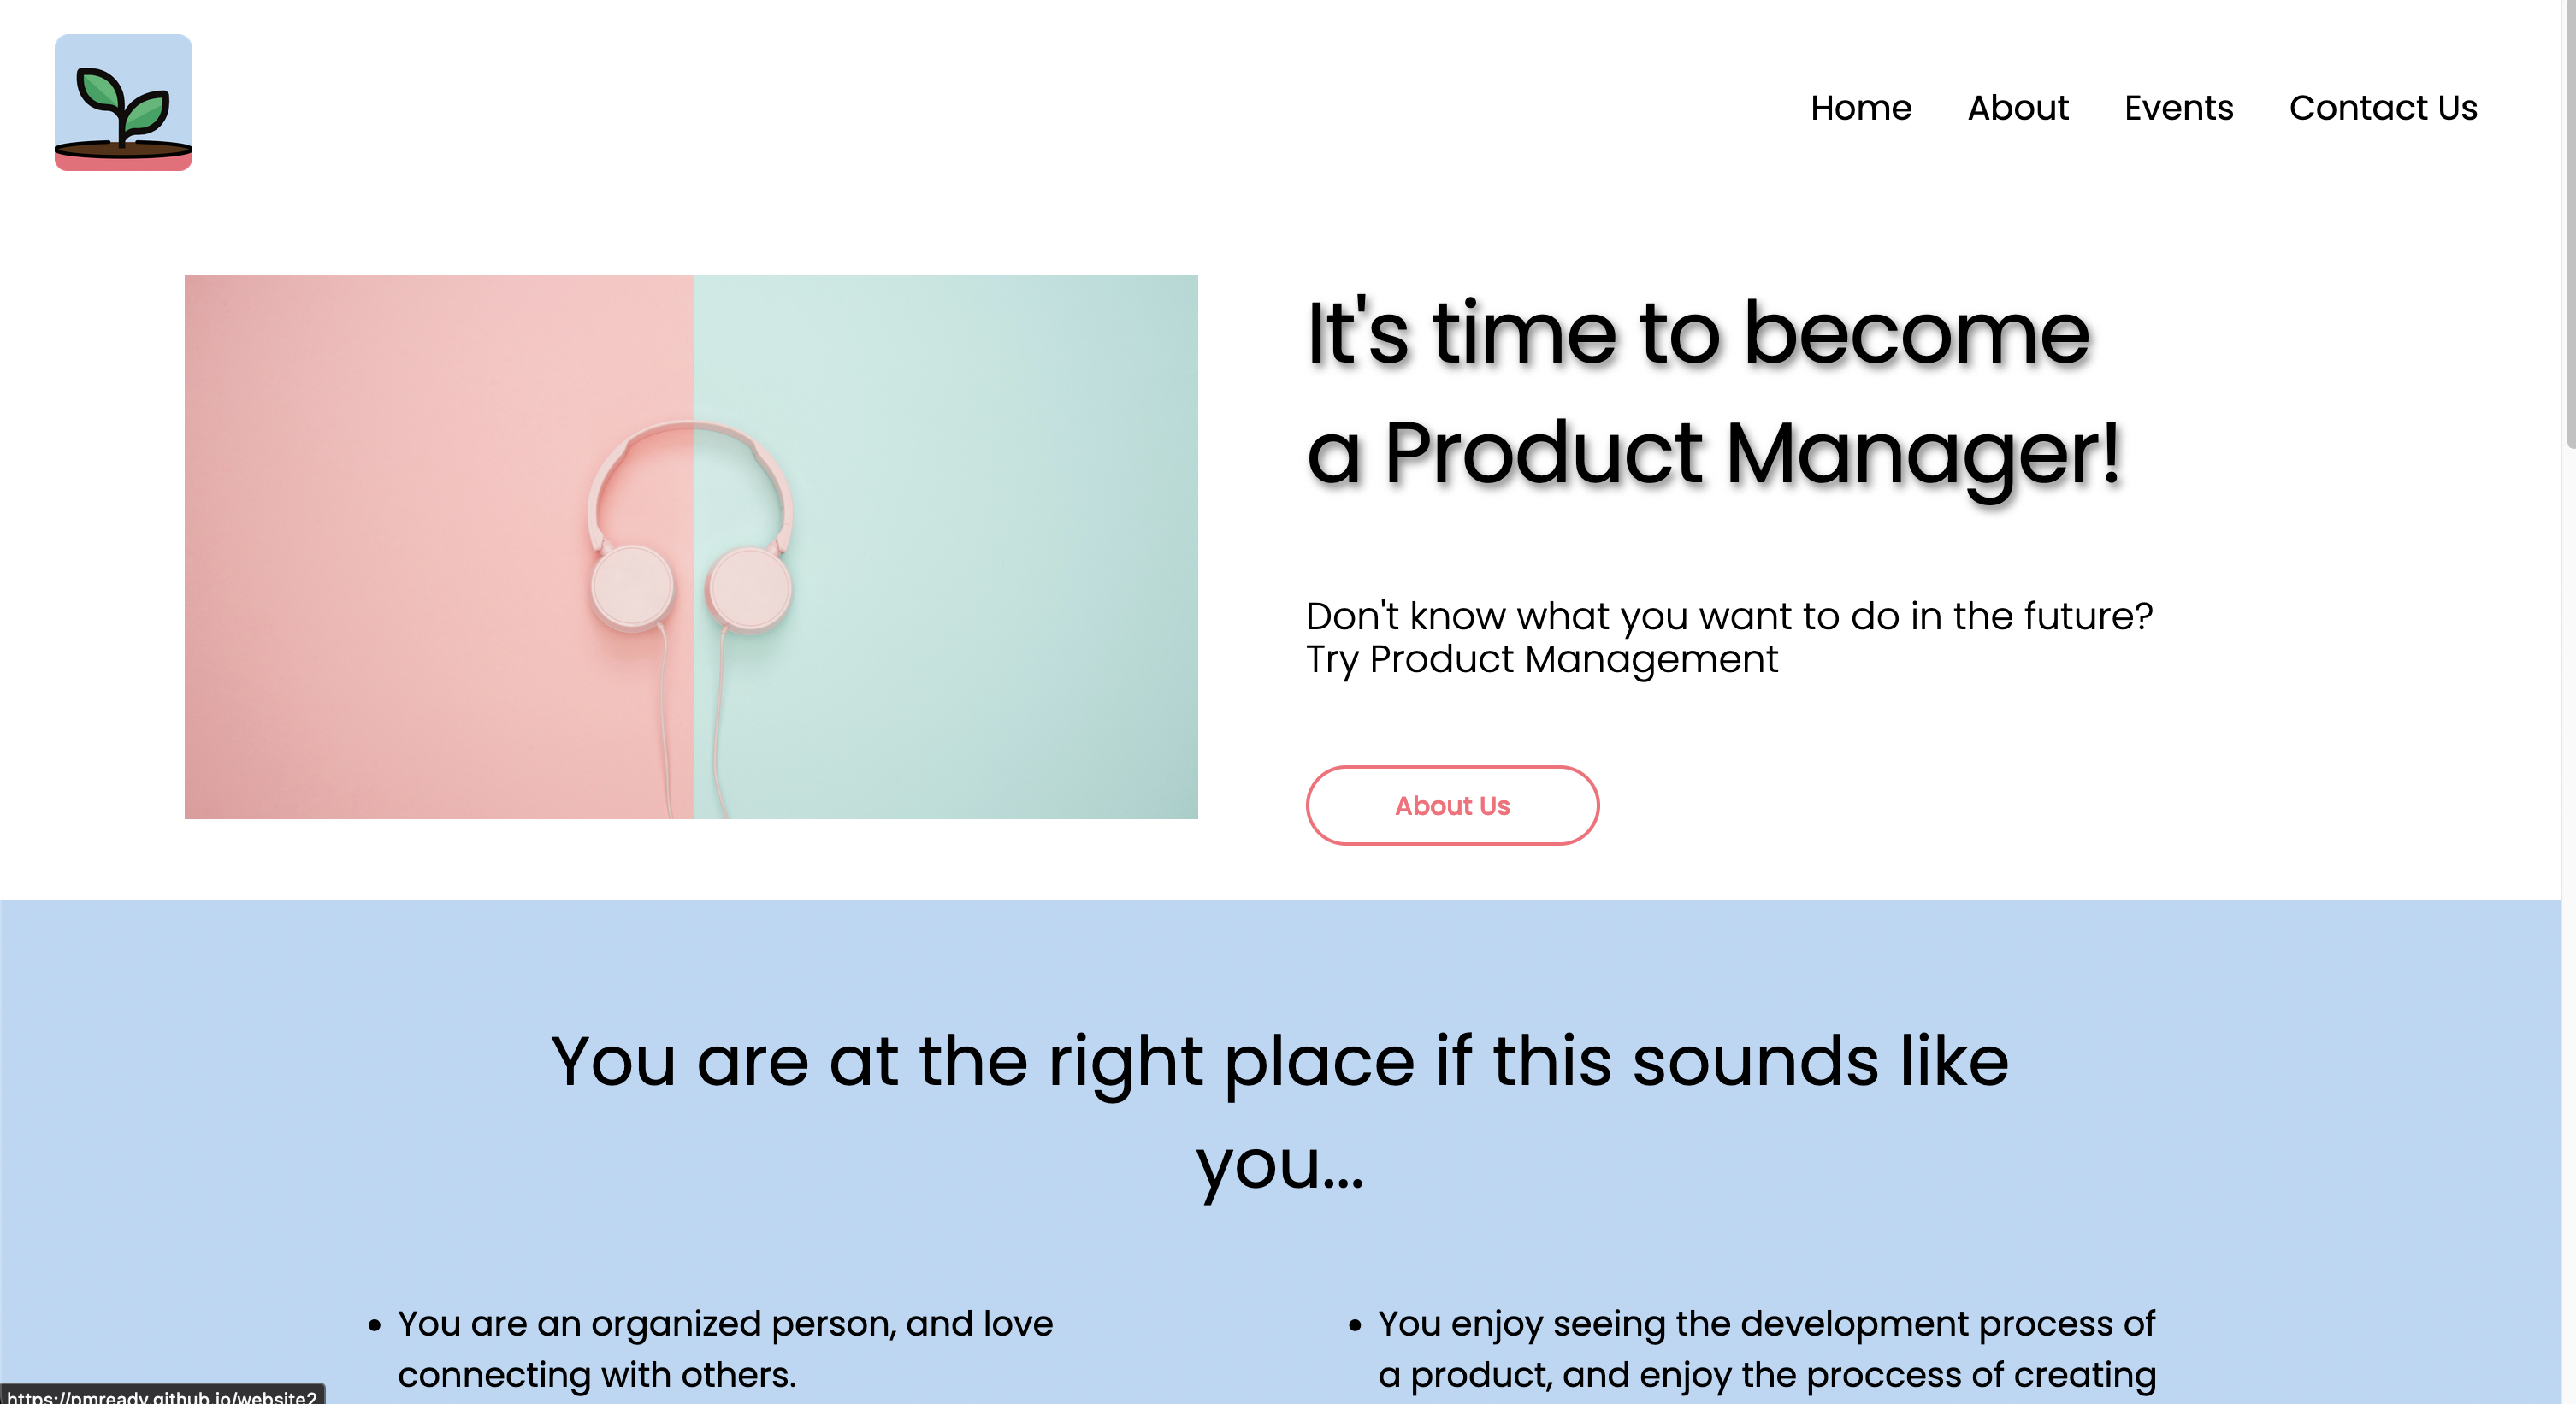 Home About Events Contact Us
It's time to become
a Product Manager!
Don't know what you want to do in the future?
Try Product Management
About Us
You are at the right place if this sounds like
you...
• You are an organized person, and love
connecting with others.
• You enjoy seeing the development process of
a product, and enjoy the proccess of creating
https://pmready.github.io/website2